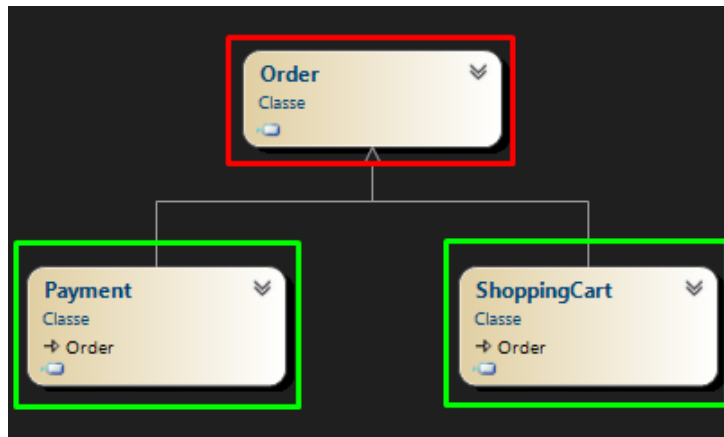 Order
Classe
Payment
Classe
Order
ShoppingCart
Classe
Order